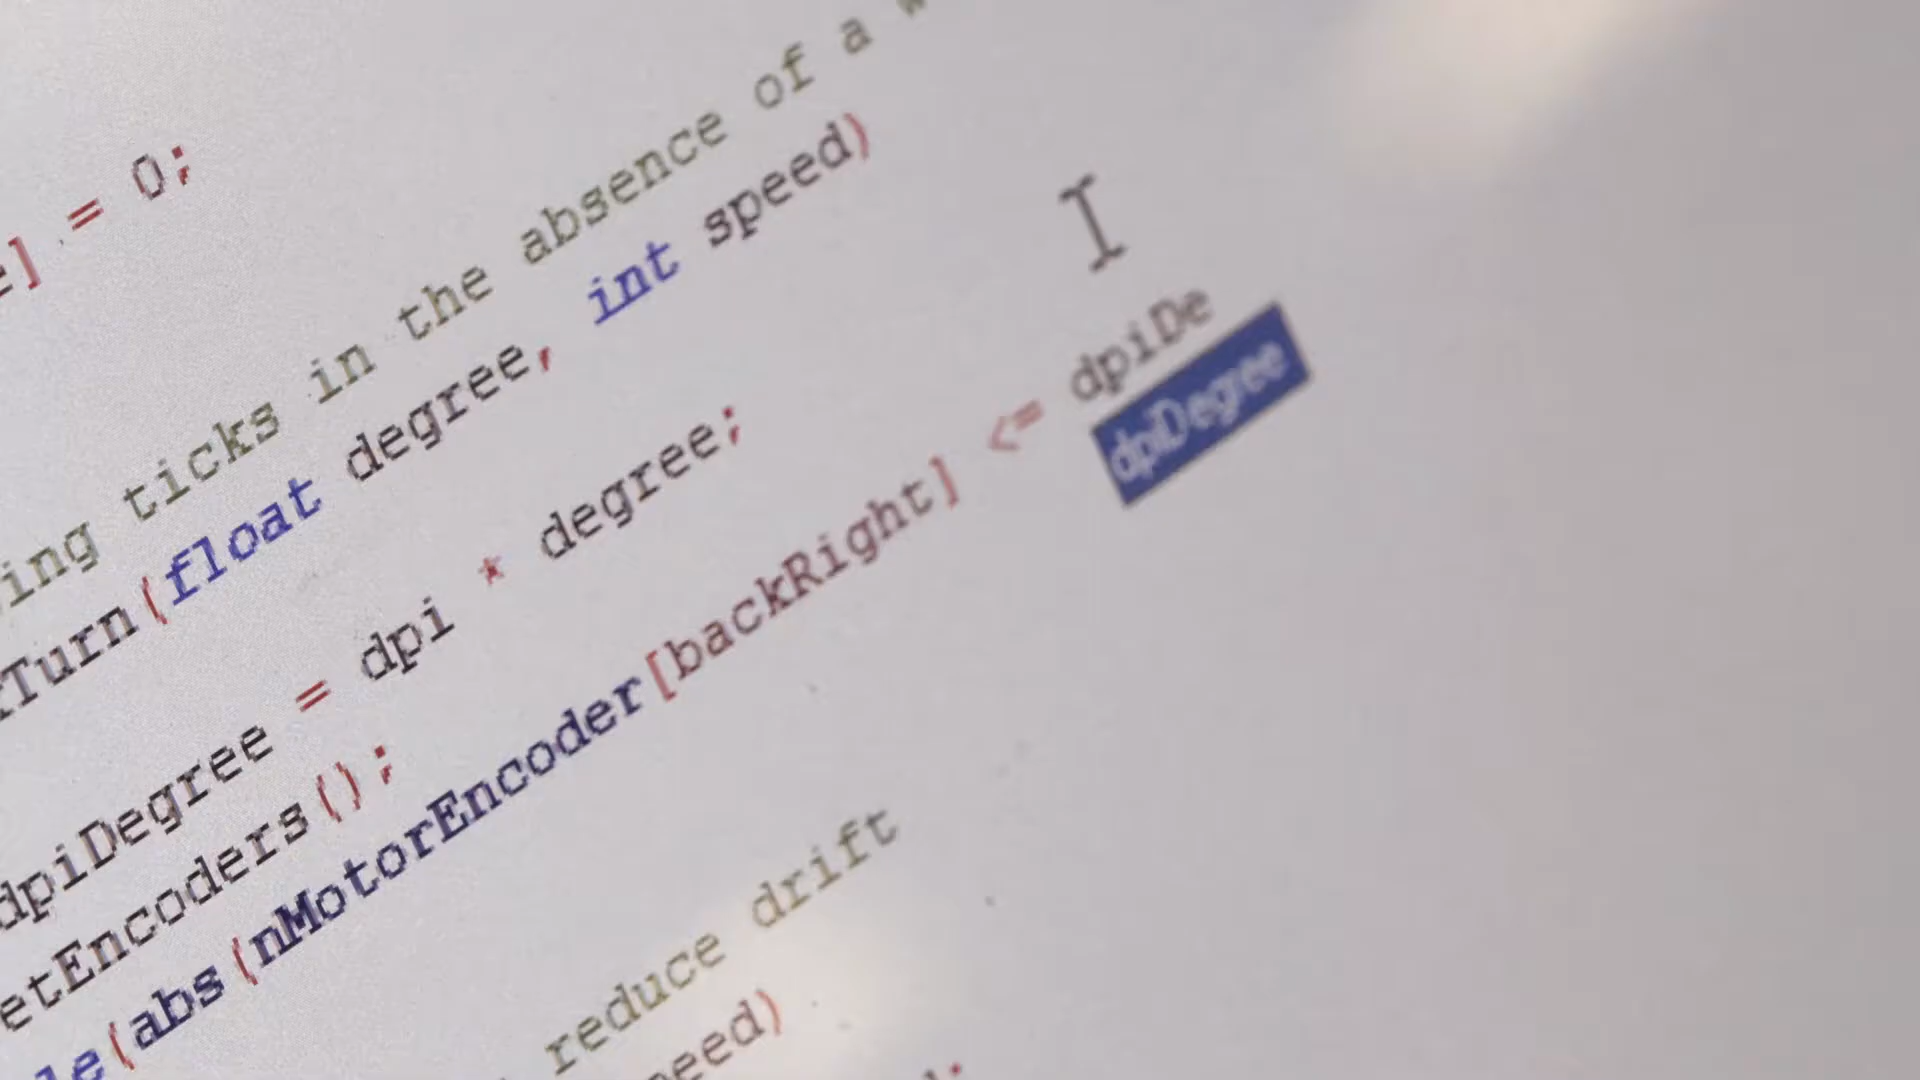 e] = 0;
ing ticks in the absence of a
Turn(float degree, int speed)
dpiDegree = dpi * degree;
etEncoders();
le(abs(nMotorEncoder[backRight] <= dpiDe
dpiDegree
reduce drift
peed)